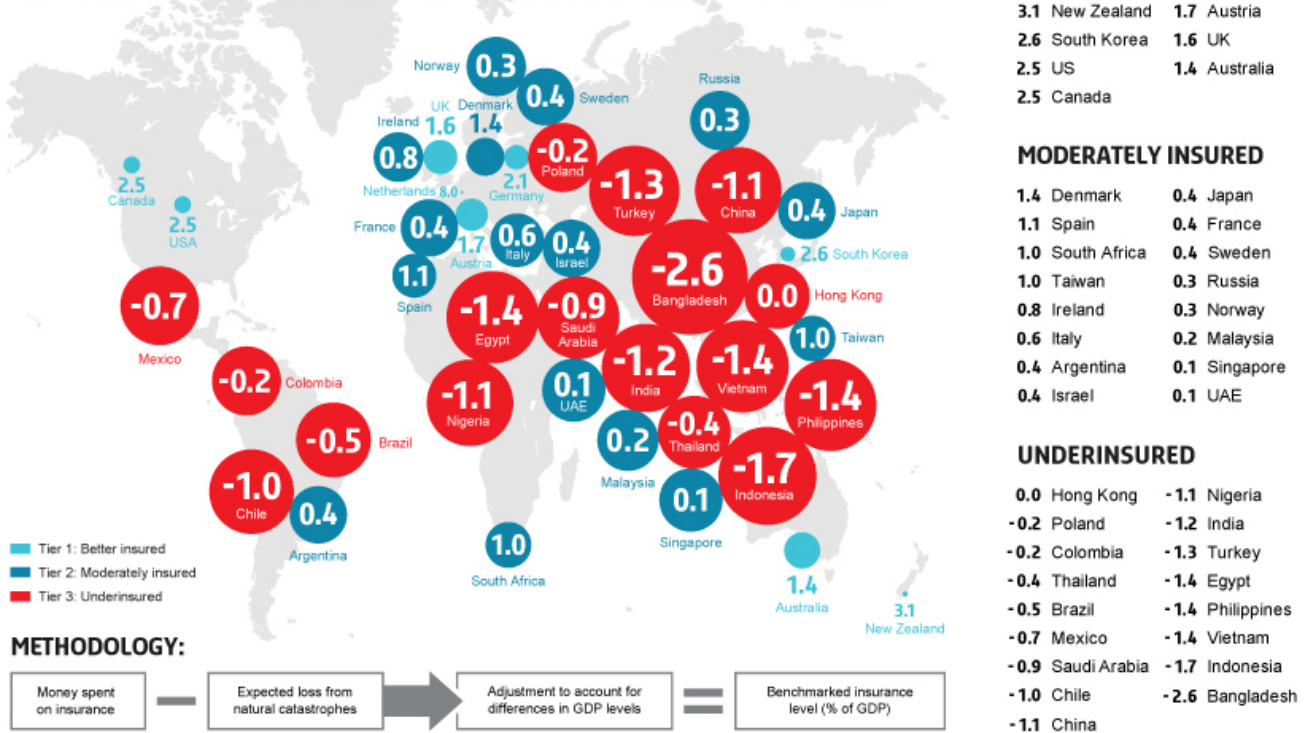 Norway 0.3
0.4 Sweden
Russia
0.3
UK Denmark
Ireland 1.6 1.4
0.8
-0.2
Poland
2.1
Germany
Netherlands 8.0
-1.3
Turkey
-1.1
China
0.4 Japan
2.5
Canada
2.5
USA
France 0.4
1.7
Austria
0.6
Italy
0.4
Israel
1.1
Spain
-2.6
Bangladesh
2.6 South Korea
0.0 Hong Kong
1.0 Taiwan
-0.7
Mexico
-1.4
Egypt
-0.9
Saudi
Arabia
-1.2
India
-1.4
Vietnam
-0.2 Colombia
-1.1
Nigeria
0.1
UAE
-1.4
Philippines
-0.5 Brazil
0.2
Malaysia
-0.4
Thailand
-1.7
Indonesia
-1.0
Chile
0.4
Argentina
0.1
Singapore
1.0
South Africa
1.4
Australia
3.1
New Zealand
Tier 1: Better insured
Tier 2: Moderately insured
Tier 3: Underinsured
METHODOLOGY:
Money spent
on insurance
Expected loss from
natural catastrophes
Adjustment to account for
differences in GDP levels
Benchmarked insurance
level (% of GDP)
3.1 New Zealand 1.7 Austria
2.6 South Korea 1.6 UK
2.5 US 1.4 Australia
2.5 Canada
MODERATELY INSURED
1.4 Denmark 0.4 Japan
1.1 Spain 0.4 France
1.0 South Africa 0.4 Sweden
1.0 Taiwan 0.3 Russia
0.8 Ireland 0.3 Norway
0.6 Italy 0.2 Malaysia
0.4 Argentina 0.1 Singapore
0.4 Israel 0.1 UAE
UNDERINSURED
0.0 Hong Kong -1.1 Nigeria
-0.2 Poland -1.2 India
-0.2 Colombia -1.3 Turkey
-0.4 Thailand -1.4 Egypt
-0.5 Brazil -1.4 Philippines
-0.7 Mexico -1.4 Vietnam
-0.9 Saudi Arabia -1.7 Indonesia
-1.0 Chile -2.6 Bangladesh
-1.1 China